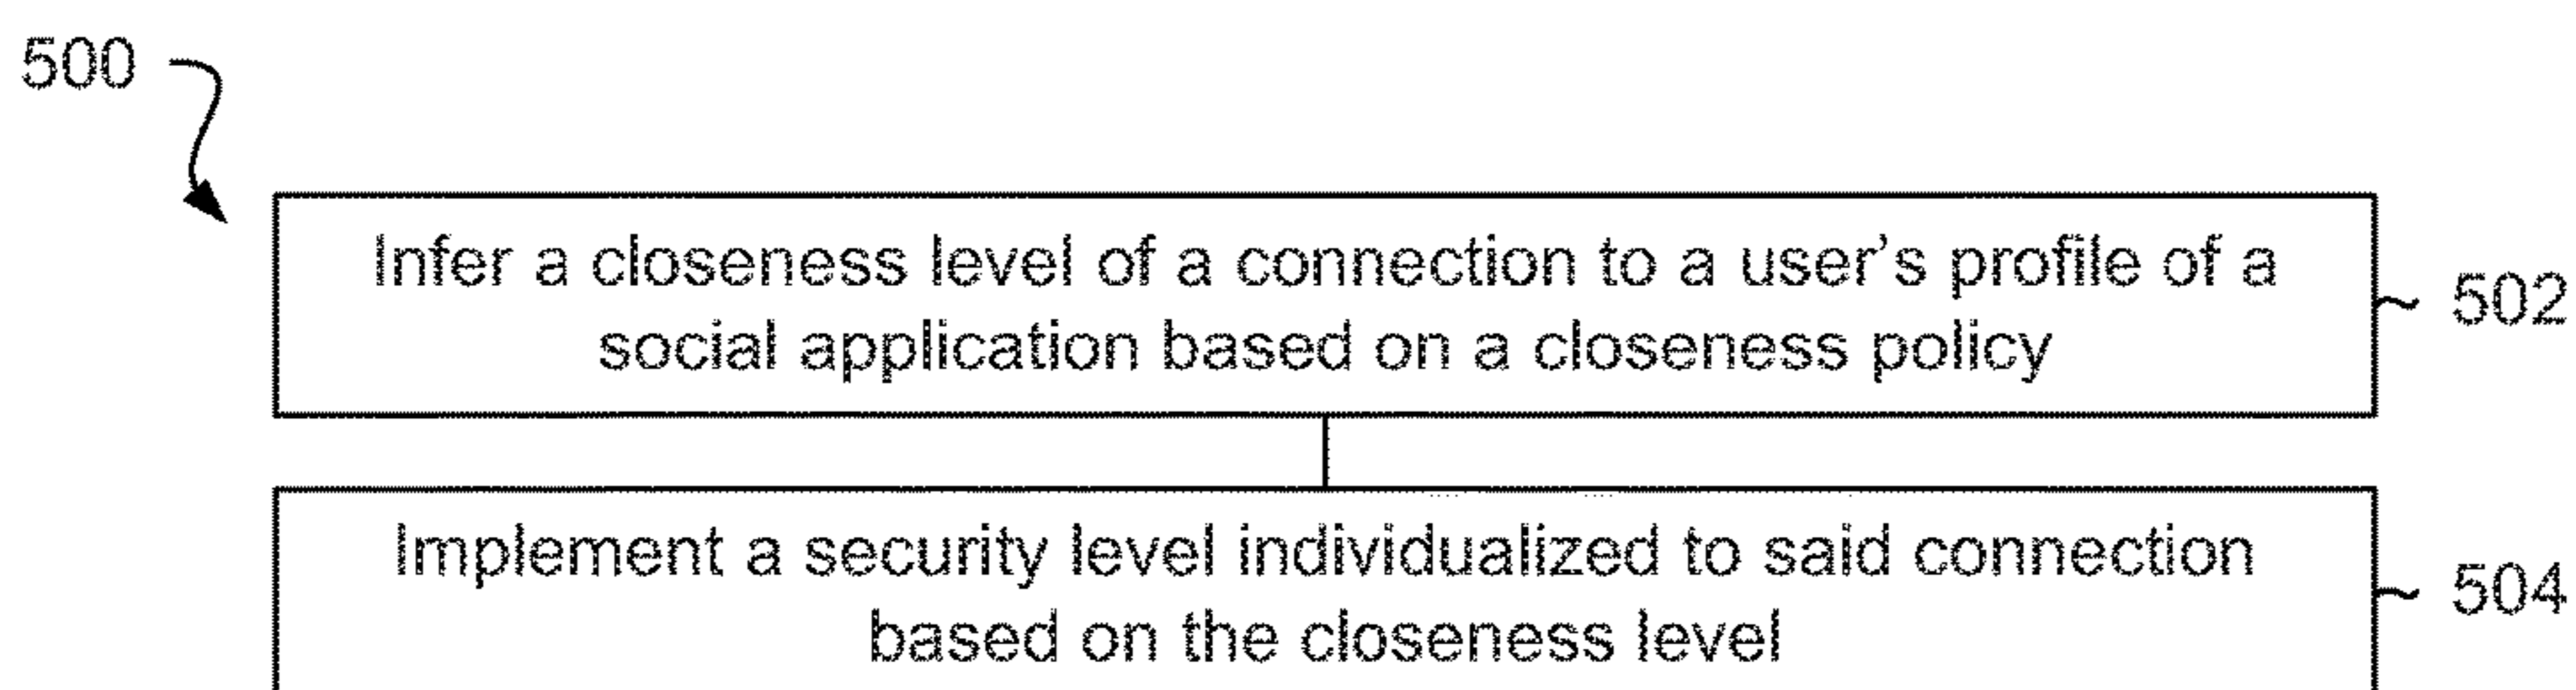 500
Infer a closeness level of a connection to a user's profile of a
social application based on a closeness policy
502
Implement a security level individualized to said connection
based on the closeness level
504